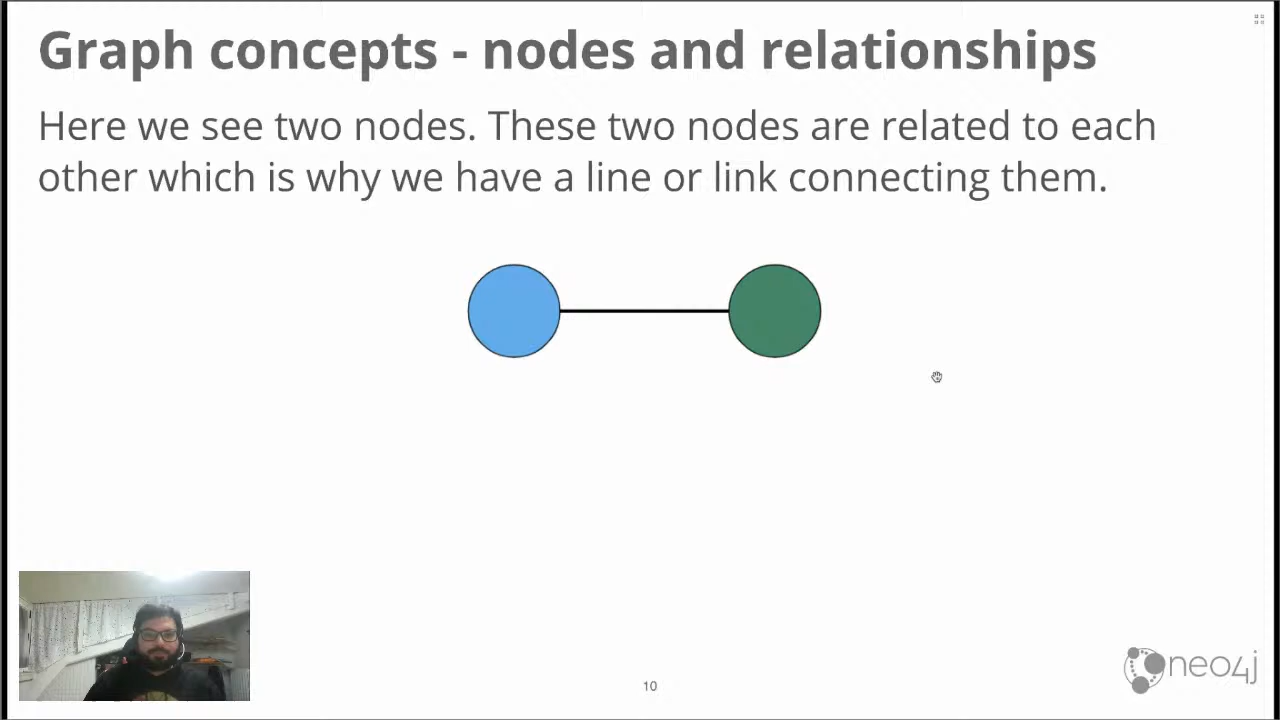 Graph concepts - nodes and relationships
Here we see two nodes. These two nodes are related to each
other which is why we have a line or link connecting them.
10
neo4j